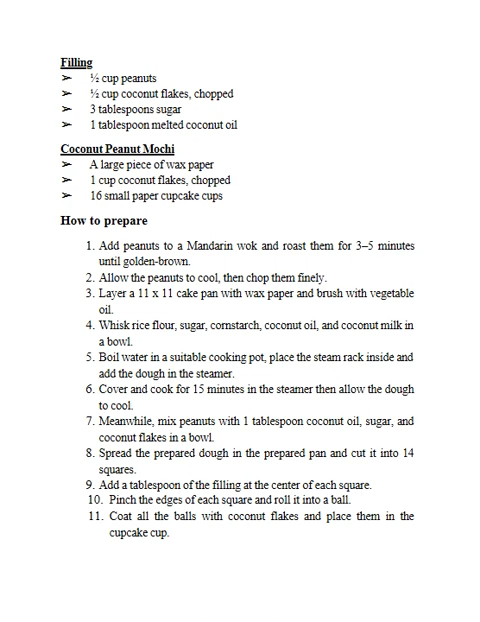 Filling
➢ ½ cup peanuts
➢ ½ cup coconut flakes, chopped
➢ 3 tablespoons sugar
➢ 1 tablespoon melted coconut oil
Coconut Peanut Mochi
➢ A large piece of wax paper
➢ 1 cup coconut flakes, chopped
➢ 16 small paper cupcake cups
How to prepare
1. Add peanuts to a Mandarin wok and roast them for 3–5 minutes
until golden-brown.
2. Allow the peanuts to cool, then chop them finely.
3. Layer a 11 x 11 cake pan with wax paper and brush with vegetable
oil.
4. Whisk rice flour, sugar, cornstarch, coconut oil, and coconut milk in
a bowl.
5. Boil water in a suitable cooking pot, place the steam rack inside and
add the dough in the steamer.
6. Cover and cook for 15 minutes in the steamer then allow the dough
to cool.
7. Meanwhile, mix peanuts with 1 tablespoon coconut oil, sugar, and
coconut flakes in a bowl.
8. Spread the prepared dough in the prepared pan and cut it into 14
squares.
9. Add a tablespoon of the filling at the center of each square.
10. Pinch the edges of each square and roll it into a ball.
11. Coat all the balls with coconut flakes and place them in the
cupcake cup.